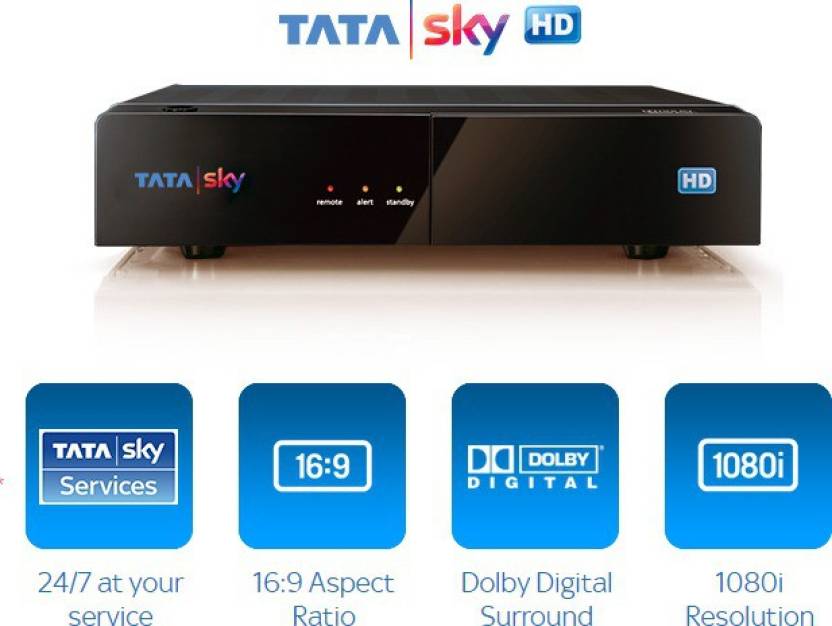 TATA sky HD
TATA sky
HD
remote alert standby
TATA sky
Services
16:9
DOLBY
DIGITAL
1080i
*
24/7 at your
service
16:9 Aspect
Ratio
Dolby Digital
Surround
1080i
Resolution